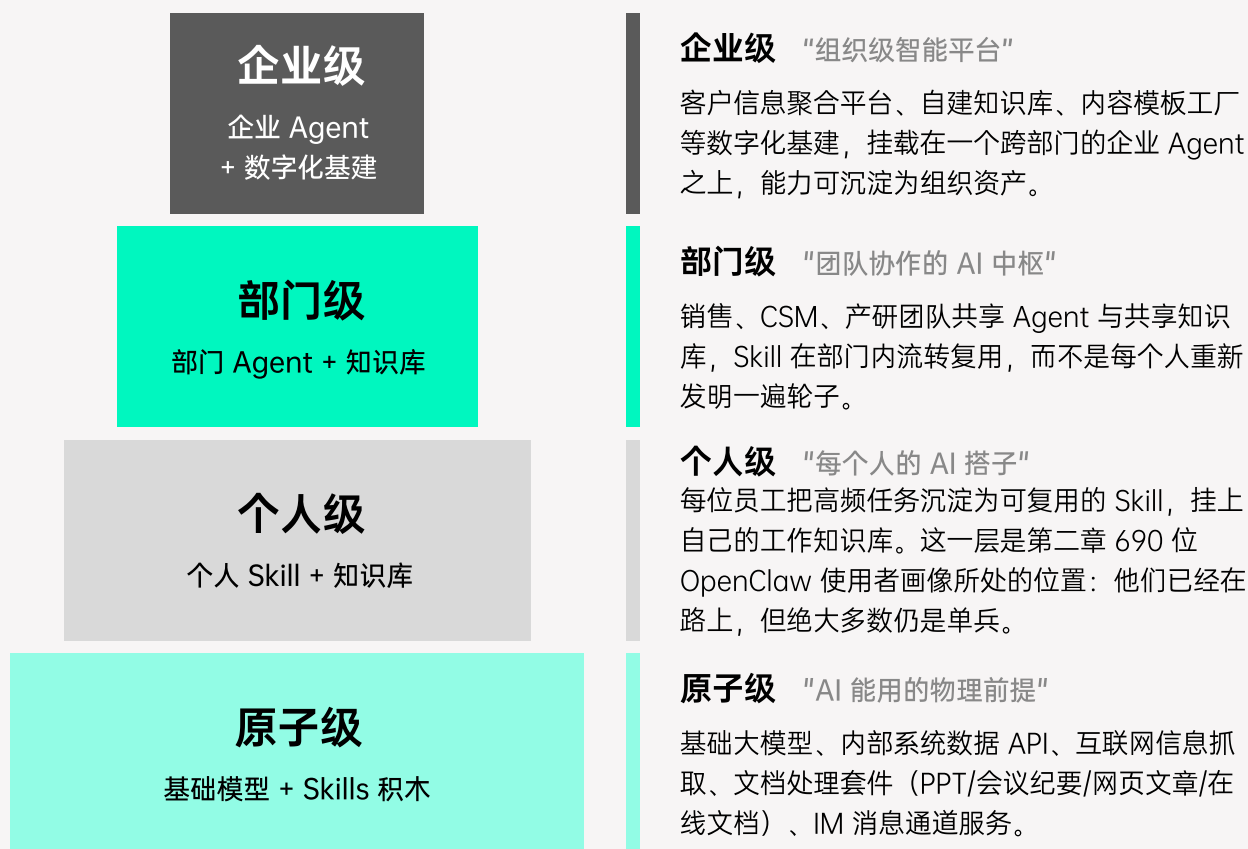 企业级
企业 Agent
+ 数字化基建
企业级 "组织级智能平台"
客户信息聚合平台、自建知识库、内容模板工厂
等数字化基建，挂载在一个跨部门的企业 Agent
之上，能力可沉淀为组织资产。
部门级
部门 Agent + 知识库
部门级 "团队协作的 AI 中枢"
销售、CSM、产研团队共享 Agent 与共享知识
库，Skill 在部门内流转复用，而不是每个人重新
发明一遍轮子。
个人级
个人 Skill + 知识库
个人级 "每个人的 AI 搭子"
每位员工把高频任务沉淀为可复用的 Skill，挂上
自己的工作知识库。这一层是第二章 690 位
OpenClaw 使用者画像所处的位置：他们已经在
路上，但绝大多数仍是单兵。
原子级
基础模型 + Skills 积木
原子级 "AI 能用的物理前提"
基础大模型、内部系统数据 API、互联网信息抓
取、文档处理套件（PPT/会议纪要/网页文章/在
线文档）、IM 消息通道服务。